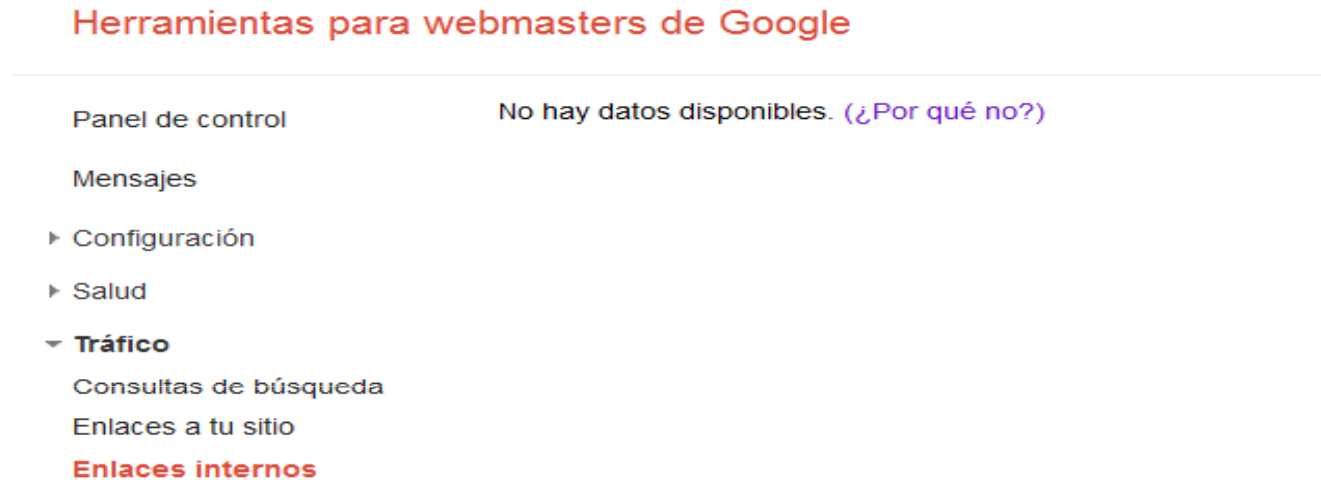 Herramientas para webmasters de Google
Panel de control
No hay datos disponibles. (¿Por qué no?)
Mensajes
Configuración
Salud
Tráfico
Consultas de búsqueda
Enlaces a tu sitio
Enlaces internos